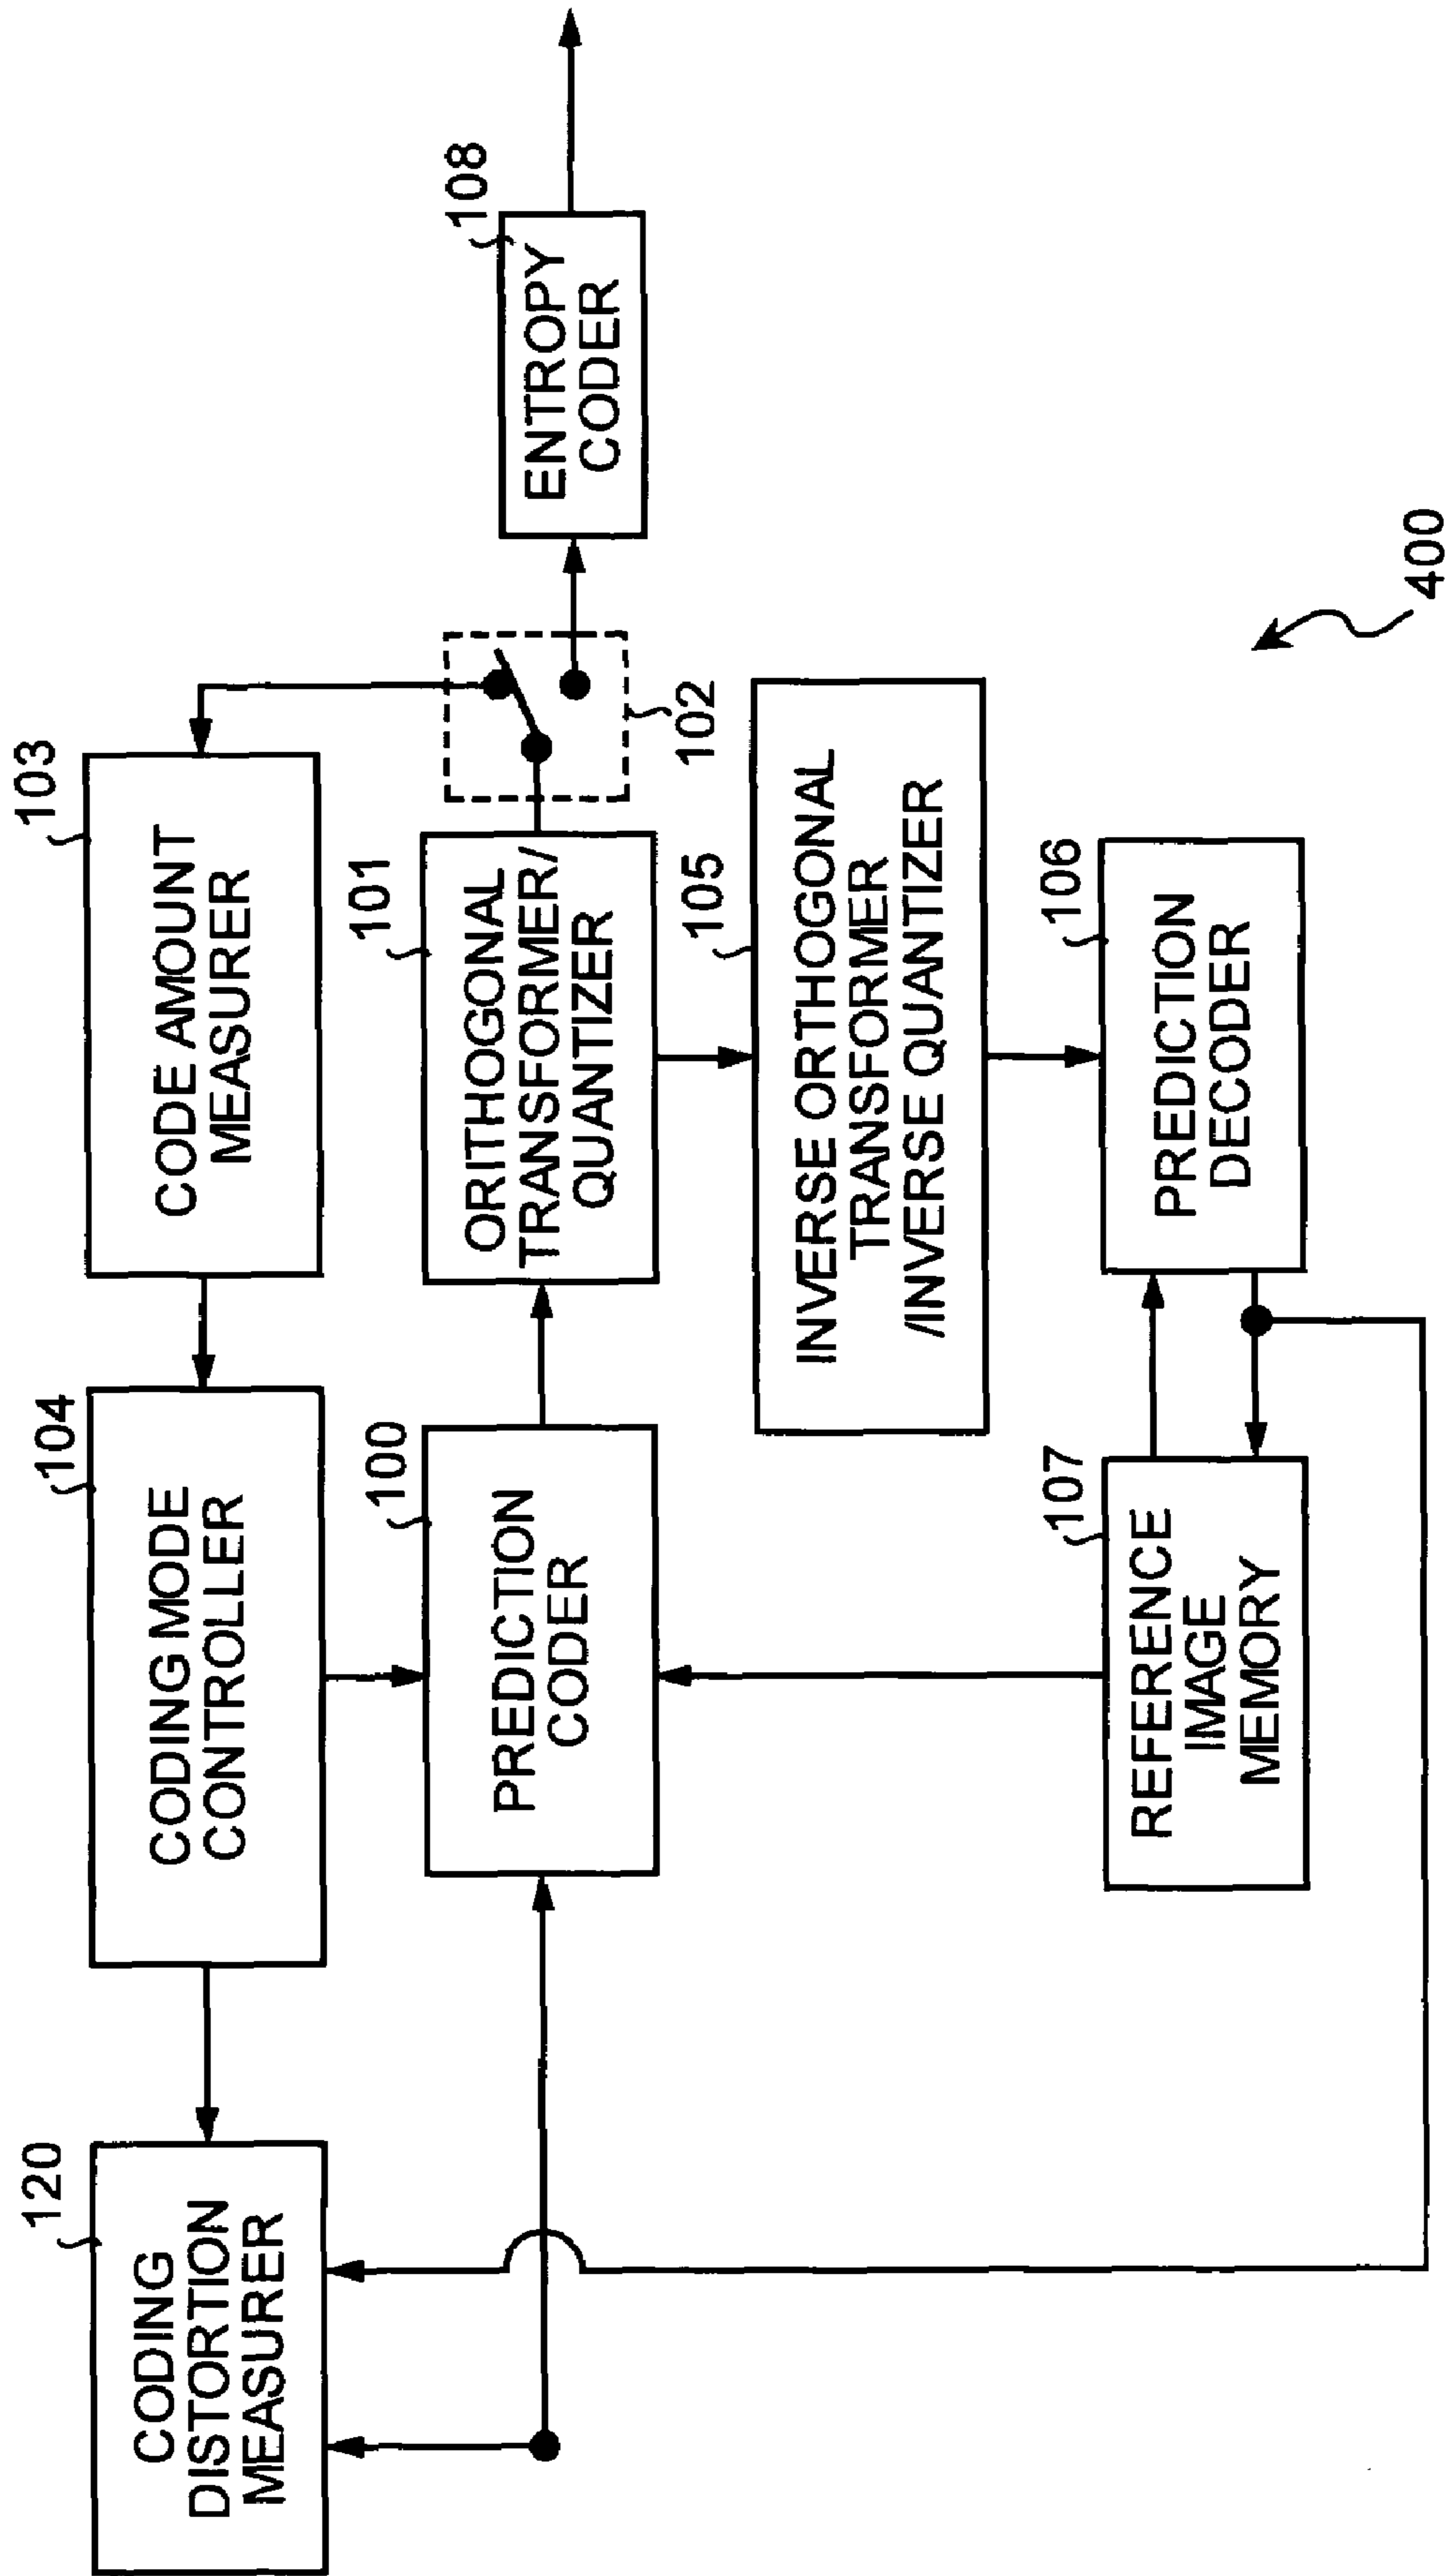 120
CODING
DISTORTION
MEASURER
104
CODING MODE
CONTROLLER
103
CODE AMOUNT
MEASURER
100
PREDICTION
CODER
101
ORITHOGONAL
TRANSFORMER/
QUANTIZER
102
108
ENTROPY
CODER
105
INVERSE ORTHOGONAL
TRANSFORMER
/INVERSE QUANTIZER
107
REFERENCE
IMAGE
MEMORY
106
PREDICTION
DECODER
400